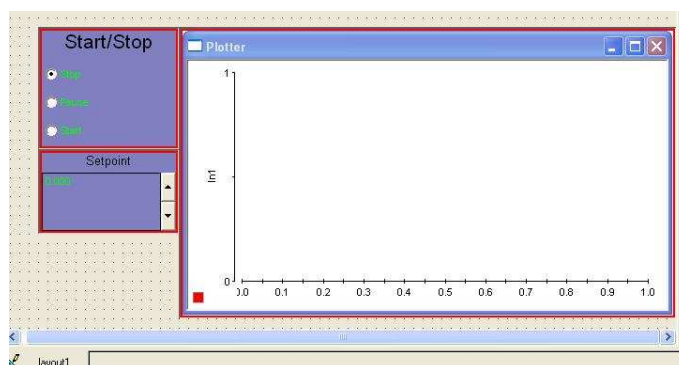 Start/Stop
Stop
Pause
Start
Setpoint
0.000
Plotter
1
In1
0
0.0 0.1 0.2 0.3 0.4 0.5 0.6 0.7 0.8 0.9 1.0
layout1